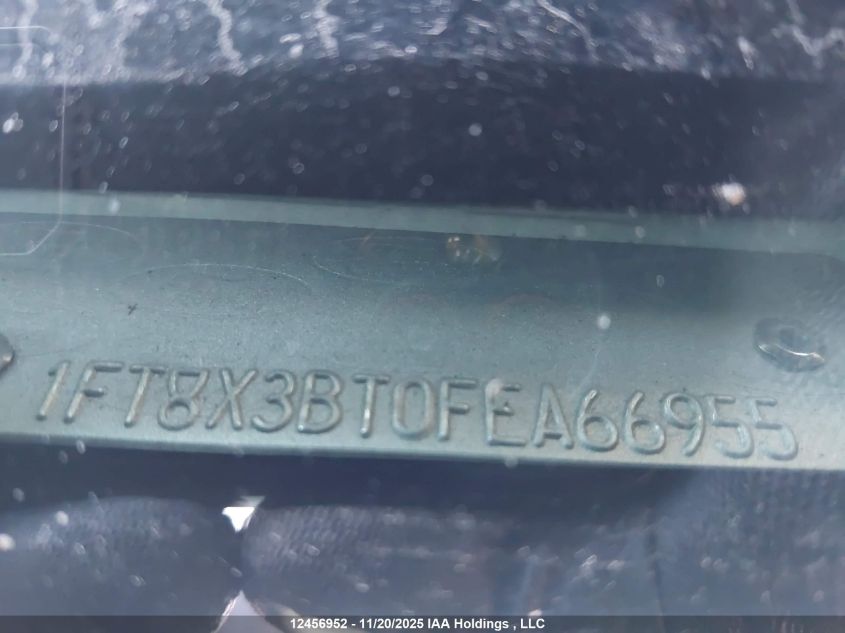 1FT8X3BT0FEA66955
12456952 - 11/20/2025 IAA Holdings , LLC